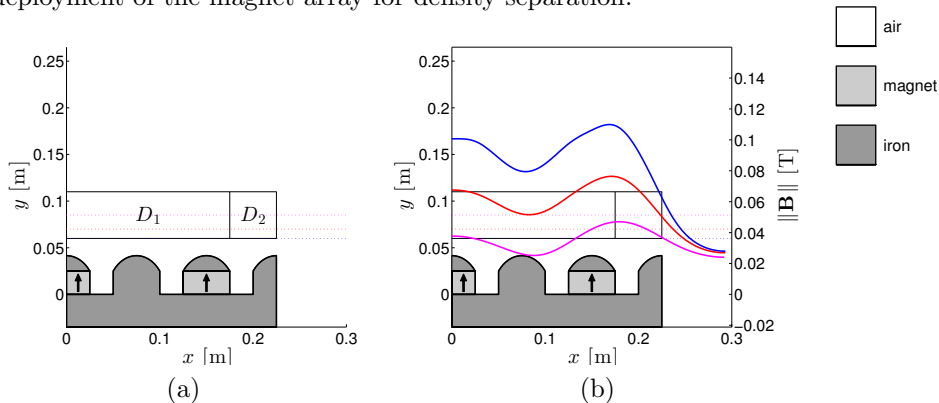 deployment of the magnet array for density separation.
air
magnet
iron
0.25
0.2
0.15
0.1
0.05
0
y [m]
D1
D2
0 0.1 0.2 0.3
x [m]
(a)
0.25
0.2
0.15
0.1
0.05
0
y [m]
0.14
0.12
0.1
0.08
0.06
0.04
0.02
0
−0.02
||B|| [T]
0 0.1 0.2 0.3
x [m]
(b)